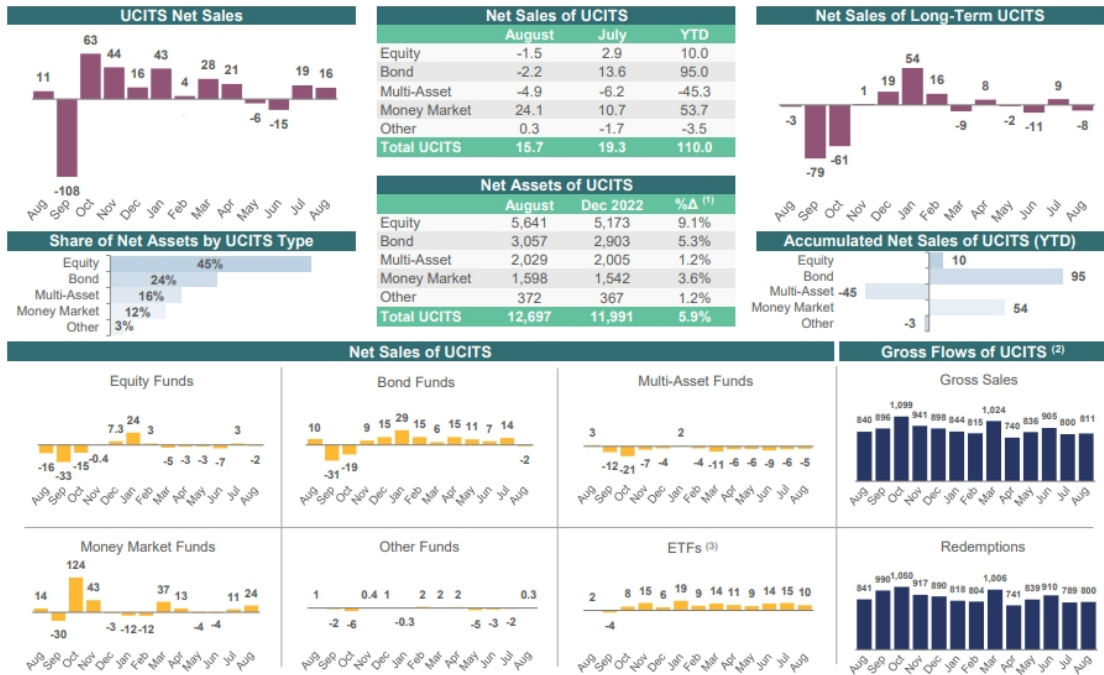 UCITS Net Sales
11
-108
63
44
16
43
4
28
21
-6
-15
19
16
Aug Sep Oct Nov Dec Jan Feb Mar Apr May Jun Jul Aug
Net Sales of UCITS
August July YTD
Equity -1.5 2.9 10.0
Bond -2.2 13.6 95.0
Multi-Asset -4.9 -6.2 -45.3
Money Market 24.1 10.7 53.7
Other 0.3 -1.7 -3.5
Total UCITS 15.7 19.3 110.0
Net Sales of Long-Term UCITS
-3
-79
-61
1
19
54
16
-9
8
-2
-11
9
-8
Aug Sep Oct Nov Dec Jan Feb Mar Apr May Jun Jul Aug
Share of Net Assets by UCITS Type
Equity 45%
Bond 24%
Multi-Asset 16%
Money Market 12%
Other 3%
Net Assets of UCITS
August Dec 2022 %Δ (1)
Equity 5,641 5,173 9.1%
Bond 3,057 2,903 5.3%
Multi-Asset 2,029 2,005 1.2%
Money Market 1,598 1,542 3.6%
Other 372 367 1.2%
Total UCITS 12,697 11,991 5.9%
Accumulated Net Sales of UCITS (YTD)
Equity 10
Bond 95
Multi-Asset -45
Money Market 54
Other -3
Net Sales of UCITS
Equity Funds
-16 -33 -15 -0.4 7.3 24 3 -5 -3 -3 -7 3 -2
Aug Sep Oct Nov Dec Jan Feb Mar Apr May Jun Jul Aug
Bond Funds
10 -31 -19 9 15 29 15 6 15 11 7 14 -2
Aug Sep Oct Nov Dec Jan Feb Mar Apr May Jun Jul Aug
Multi-Asset Funds
3 -12 -21 -7 -4 2 -4 -11 -6 -6 -9 -6 -5
Aug Sep Oct Nov Dec Jan Feb Mar Apr May Jun Jul Aug
Gross Flows of UCITS (2)
Gross Sales
840 896 1,099 941 898 844 815 1,024 740 836 905 800 811
Aug Sep Oct Nov Dec Jan Feb Mar Apr May Jun Jul Aug
Money Market Funds
14 -30 124 43 -3 -12 -12 37 13 -4 -4 11 24
Aug Sep Oct Nov Dec Jan Feb Mar Apr May Jun Jul Aug
Other Funds
1 -2 -6 0.4 1 -0.3 2 2 2 -5 -3 -2 0.3
Aug Sep Oct Nov Dec Jan Feb Mar Apr May Jun Jul Aug
ETFs (3)
2 -4 8 15 6 19 9 14 11 9 14 15 10
Aug Sep Oct Nov Dec Jan Feb Mar Apr May Jun Jul Aug
Redemptions
841 990 1,050 917 890 818 804 1,006 741 839 910 789 800
Aug Sep Oct Nov Dec Jan Feb Mar Apr May Jun Jul Aug